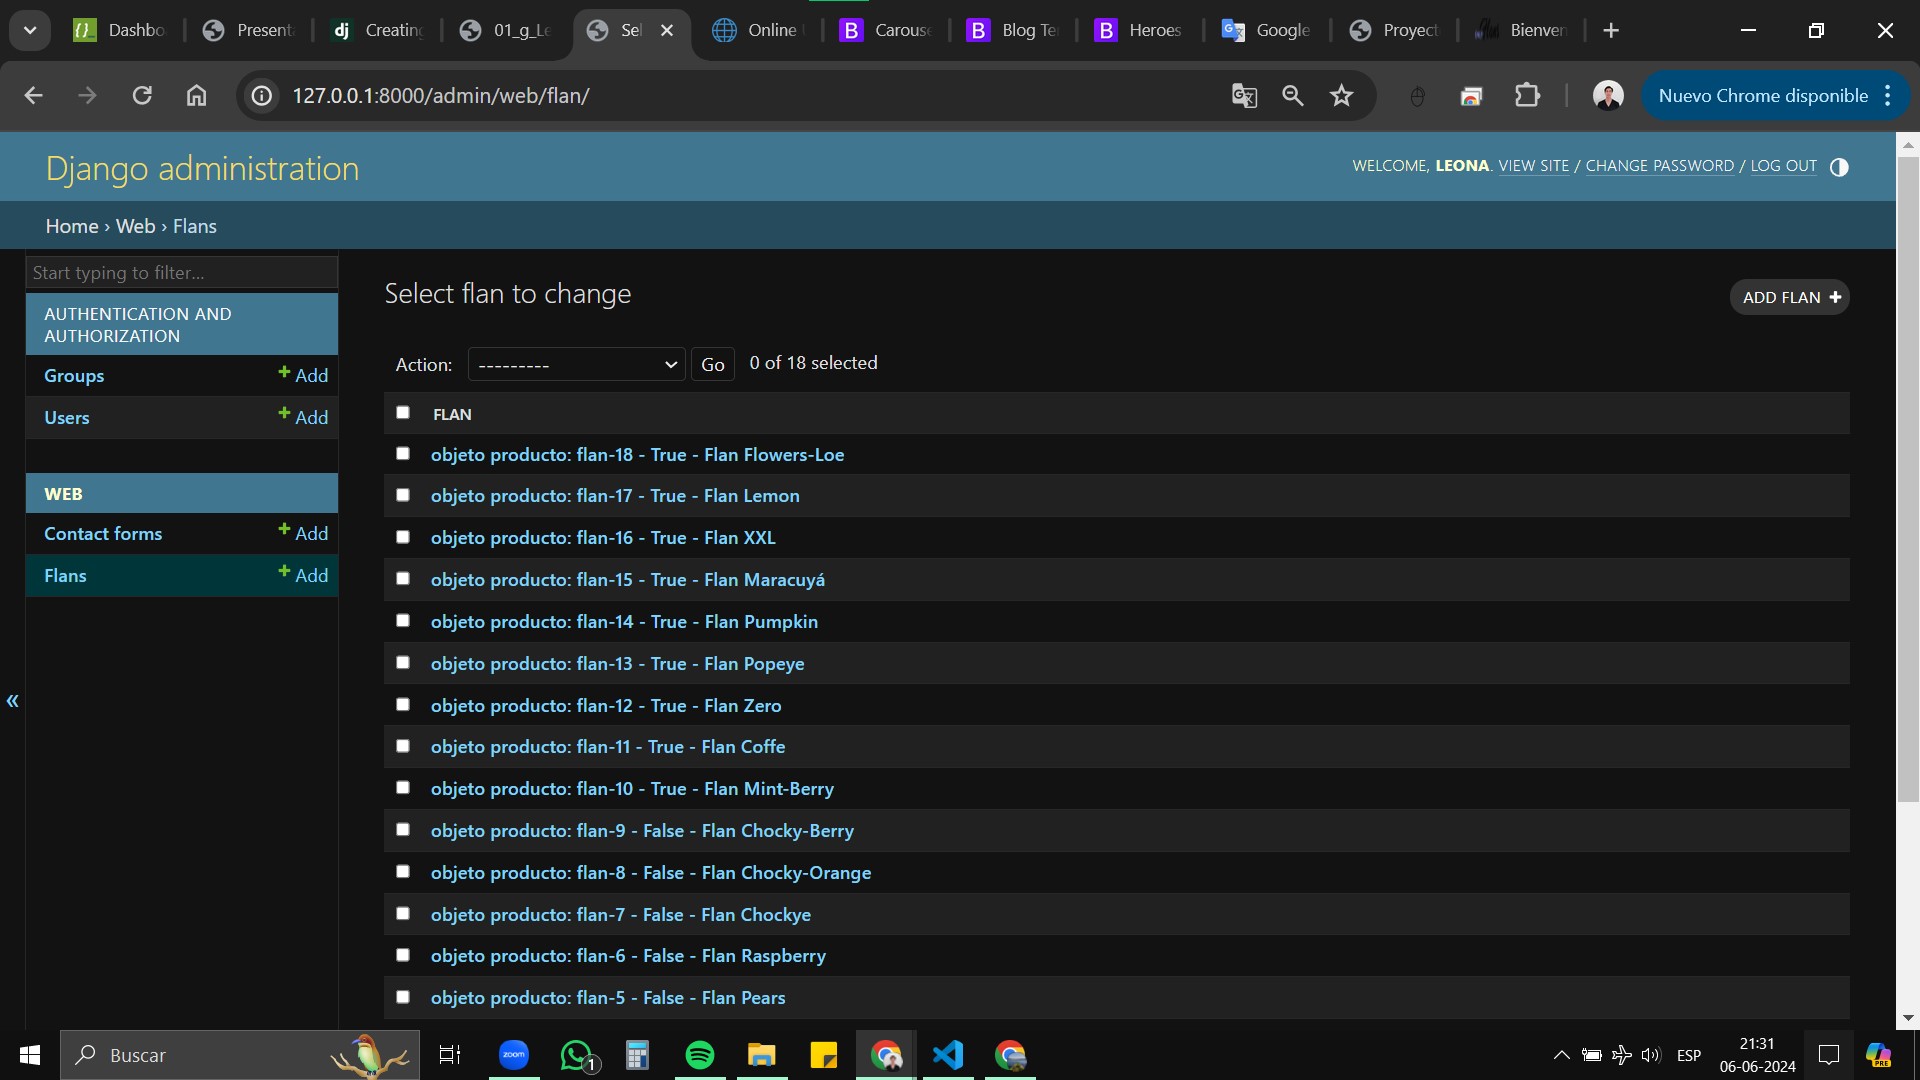 Dashbo
Present
dj Creating
01_g_Le
Sel
Online
B Carous
B Blog Te
B Heroes
Google
Proyect
Bienven
127.0.0.1:8000/admin/web/flan/
Nuevo Chrome disponible
Django administration
WELCOME, LEONA. VIEW SITE / CHANGE PASSWORD / LOG OUT
Home › Web › Flans
Start typing to filter...
AUTHENTICATION AND
AUTHORIZATION
Groups + Add
Users + Add
WEB
Contact forms + Add
Flans + Add
«
Select flan to change
ADD FLAN +
Action: --------- Go 0 of 18 selected
FLAN
objeto producto: flan-18 - True - Flan Flowers-Loe
objeto producto: flan-17 - True - Flan Lemon
objeto producto: flan-16 - True - Flan XXL
objeto producto: flan-15 - True - Flan Maracuyá
objeto producto: flan-14 - True - Flan Pumpkin
objeto producto: flan-13 - True - Flan Popeye
objeto producto: flan-12 - True - Flan Zero
objeto producto: flan-11 - True - Flan Coffe
objeto producto: flan-10 - True - Flan Mint-Berry
objeto producto: flan-9 - False - Flan Chocky-Berry
objeto producto: flan-8 - False - Flan Chocky-Orange
objeto producto: flan-7 - False - Flan Chockye
objeto producto: flan-6 - False - Flan Raspberry
objeto producto: flan-5 - False - Flan Pears
Buscar
zoom
1
ESP
21:31
06-06-2024
PRE